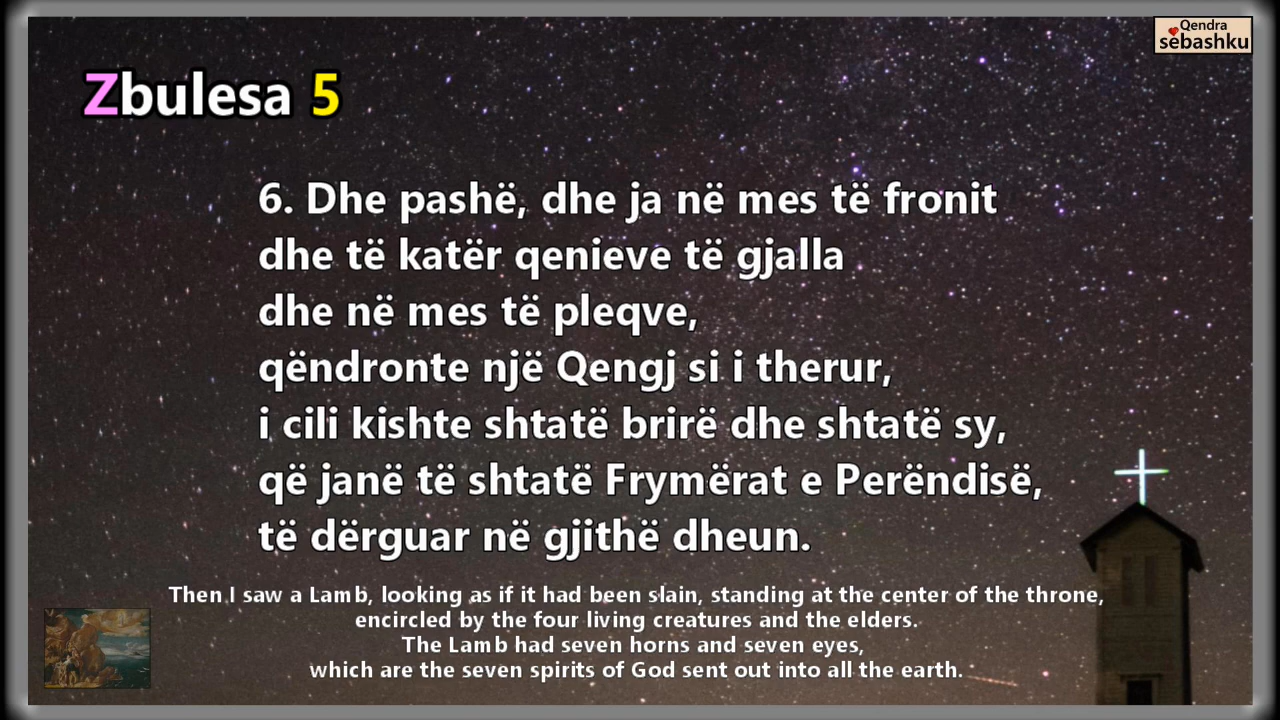 Qendra
sëbashku
Zbulesa 5
6. Dhe pashë, dhe ja në mes të fronit
dhe të katër qenieve të gjalla
dhe në mes të pleqve,
qëndronte një Qengj si i therur,
i cili kishte shtatë brirë dhe shtatë sy,
që janë të shtatë Frymërat e Perëndisë,
të dërguar në gjithë dheun.
Then I saw a Lamb, looking as if it had been slain, standing at the center of the throne,
encircled by the four living creatures and the elders.
The Lamb had seven horns and seven eyes,
which are the seven spirits of God sent out into all the earth.